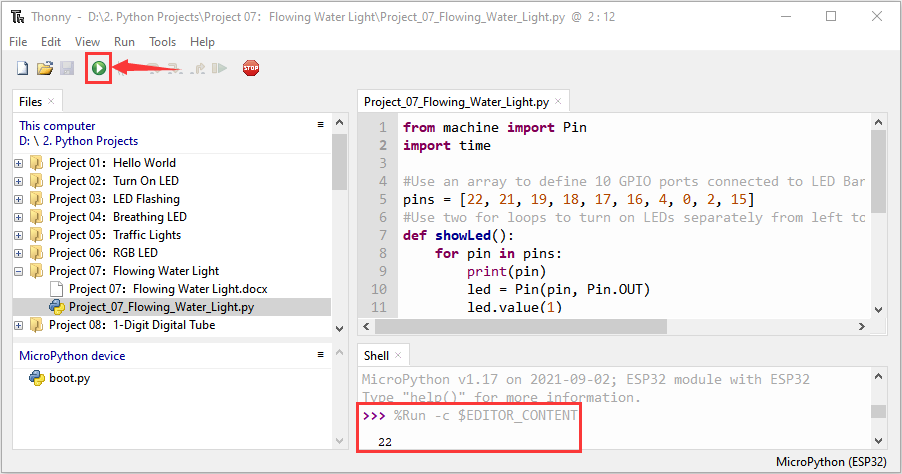 Thonny - D:\2. Python Projects\Project 07：Flowing Water Light\Project_07_Flowing_Water_Light.py @ 2 : 12
File Edit View Run Tools Help
STOP
Files ×
This computer
D: \ 2. Python Projects
Project 01：Hello World
Project 02：Turn On LED
Project 03：LED Flashing
Project 04：Breathing LED
Project 05：Traffic Lights
Project 06：RGB LED
Project 07：Flowing Water Light
Project 07：Flowing Water Light.docx
Project_07_Flowing_Water_Light.py
Project 08：1-Digit Digital Tube
MicroPython device
boot.py
Project_07_Flowing_Water_Light.py ×
1 from machine import Pin
2 import time
3
4 #Use an array to define 10 GPIO ports connected to LED Bar
5 pins = [22, 21, 19, 18, 17, 16, 4, 0, 2, 15]
6 #Use two for loops to turn on LEDs separately from left to
7 def showLed():
8 for pin in pins:
9 print(pin)
10 led = Pin(pin, Pin.OUT)
11 led.value(1)
Shell ×
MicroPython v1.17 on 2021-09-02; ESP32 module with ESP32
Type "help()" for more information.
>>> %Run -c $EDITOR_CONTENT
22
MicroPython (ESP32)